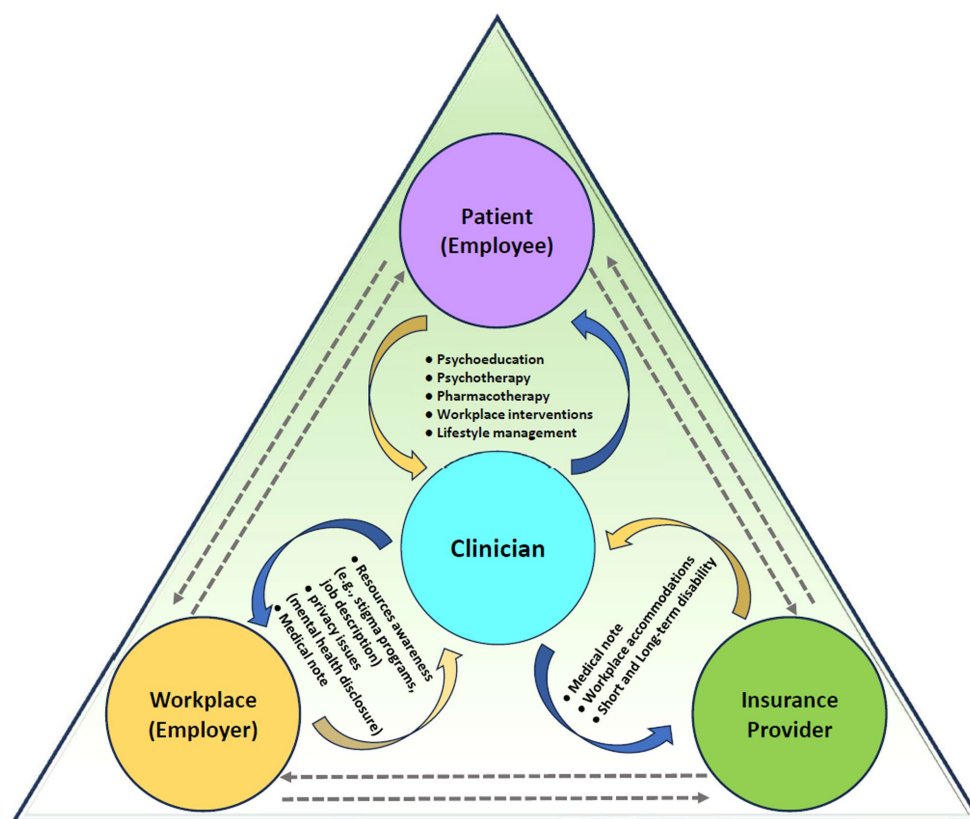 Patient
(Employee)
● Psychoeducation
● Psychotherapy
● Pharmacotherapy
● Workplace interventions
● Lifestyle management
Clinician
● Resources awareness
(e.g., stigma programs,
job description)
● privacy issues
(mental health disclosure)
● Medical note
● Medical note
● Workplace accommodations
● Short and Long-term disability
Workplace
(Employer)
Insurance
Provider